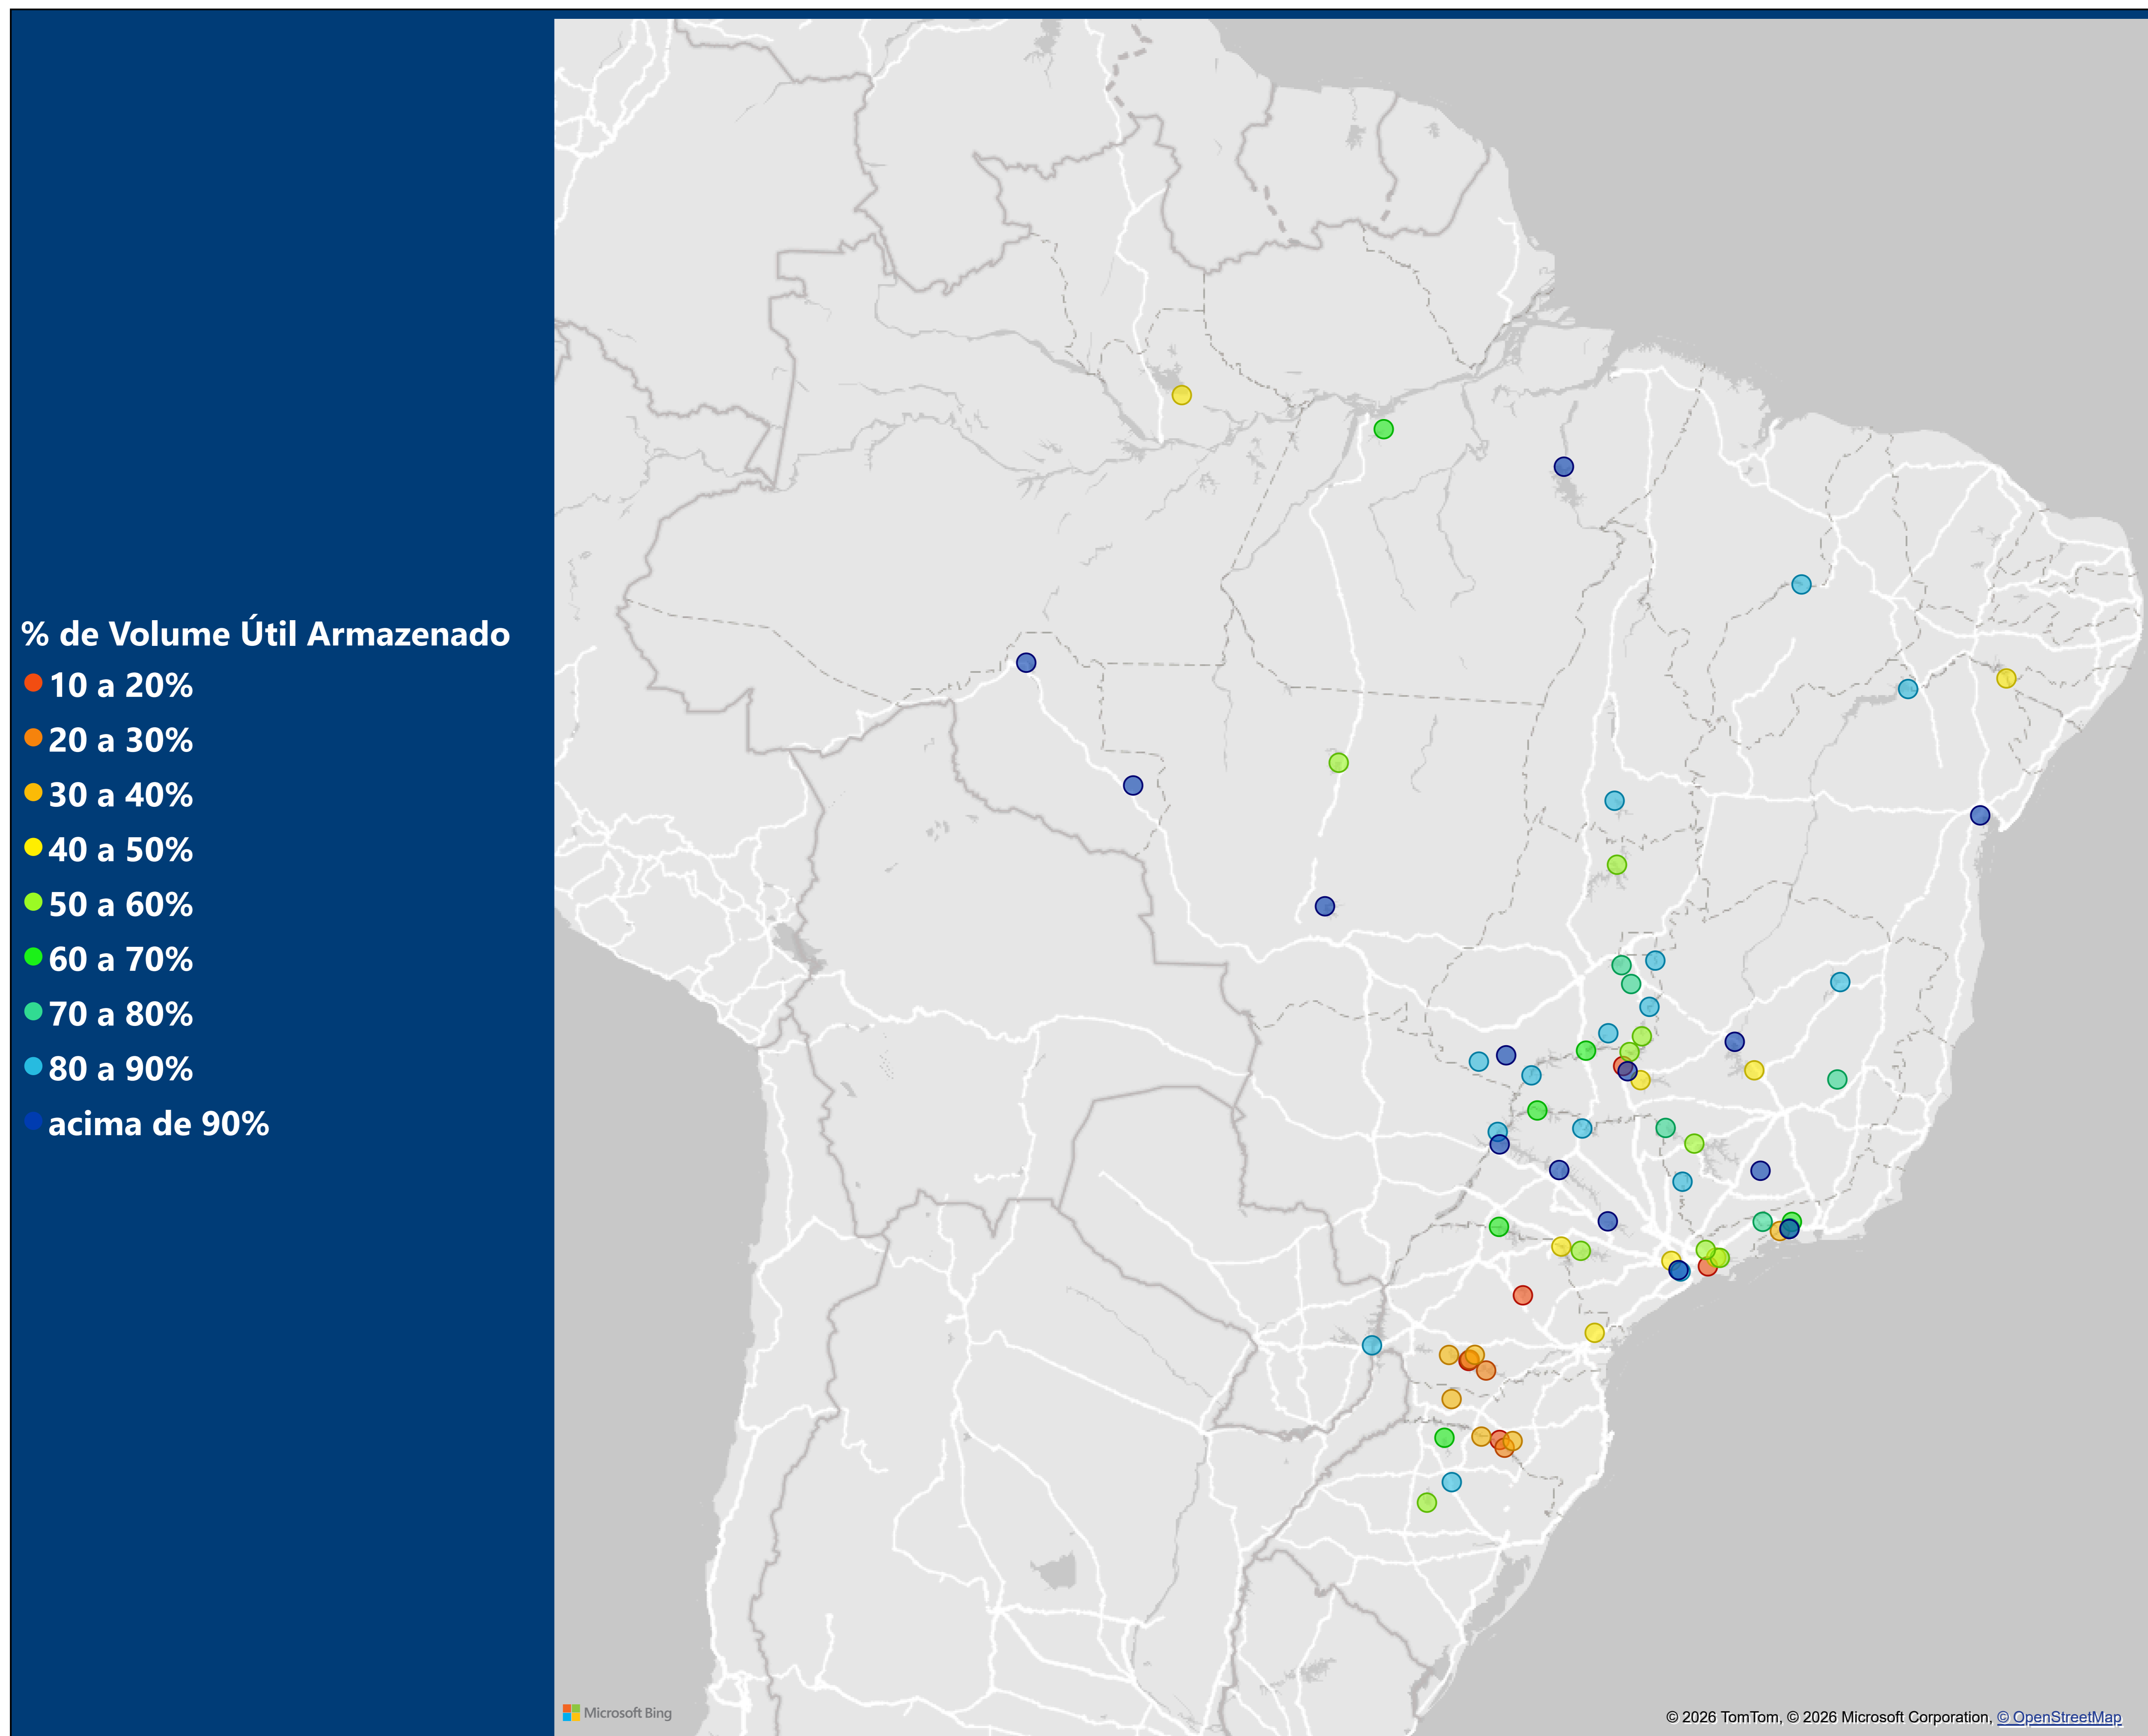 % de Volume Útil Armazenado
10 a 20%
20 a 30%
30 a 40%
40 a 50%
50 a 60%
60 a 70%
70 a 80%
80 a 90%
acima de 90%
Microsoft Bing
© 2026 TomTom, © 2026 Microsoft Corporation, © OpenStreetMap